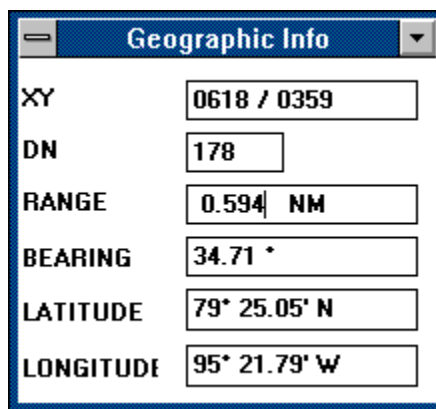 Geographic Info
XY 0618 / 0359
DN 178
RANGE 0.594 NM
BEARING 34.71 °
LATITUDE 79° 25.05' N
LONGITUDE 95° 21.79' W